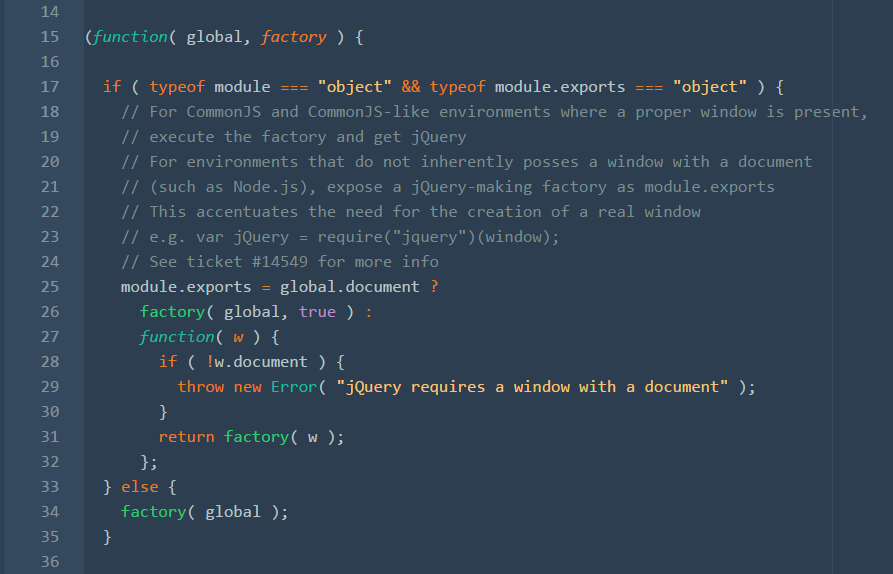 14
15 (function( global, factory ) {
16
17   if ( typeof module === "object" && typeof module.exports === "object" ) {
18     // For CommonJS and CommonJS-like environments where a proper window is present,
19     // execute the factory and get jQuery
20     // For environments that do not inherently posses a window with a document
21     // (such as Node.js), expose a jQuery-making factory as module.exports
22     // This accentuates the need for the creation of a real window
23     // e.g. var jQuery = require("jquery")(window);
24     // See ticket #14549 for more info
25     module.exports = global.document ?
26       factory( global, true ) :
27       function( w ) {
28         if ( !w.document ) {
29           throw new Error( "jQuery requires a window with a document" );
30         }
31         return factory( w );
32       };
33   } else {
34     factory( global );
35   }
36